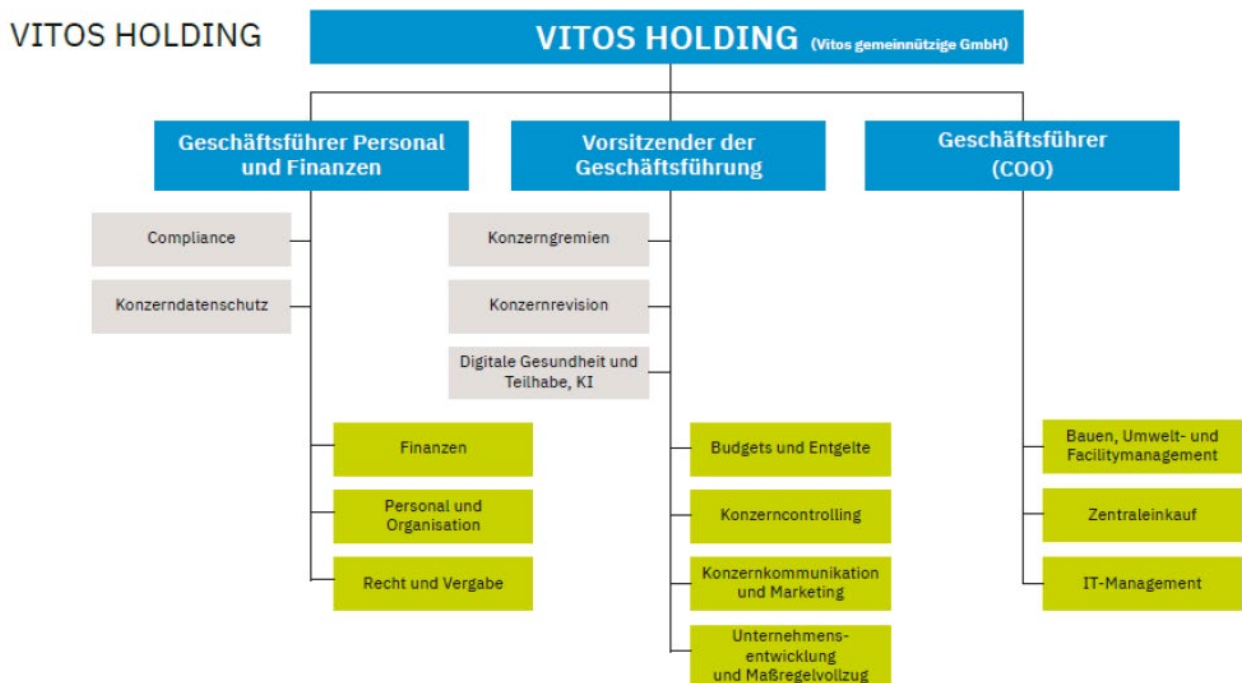 VITOS HOLDING
VITOS HOLDING (Vitos gemeinnützige GmbH)
Geschäftsführer Personal
und Finanzen
Vorsitzender der
Geschäftsführung
Geschäftsführer
(COO)
Compliance
Konzerndatenschutz
Konzerngremien
Konzernrevision
Digitale Gesundheit und
Teilhabe, KI
Finanzen
Personal und
Organisation
Recht und Vergabe
Budgets und Entgelte
Konzerncontrolling
Konzernkommunikation
und Marketing
Unternehmens-
entwicklung
und Maßregelvollzug
Bauen, Umwelt- und
Facilitymanagement
Zentraleinkauf
IT-Management